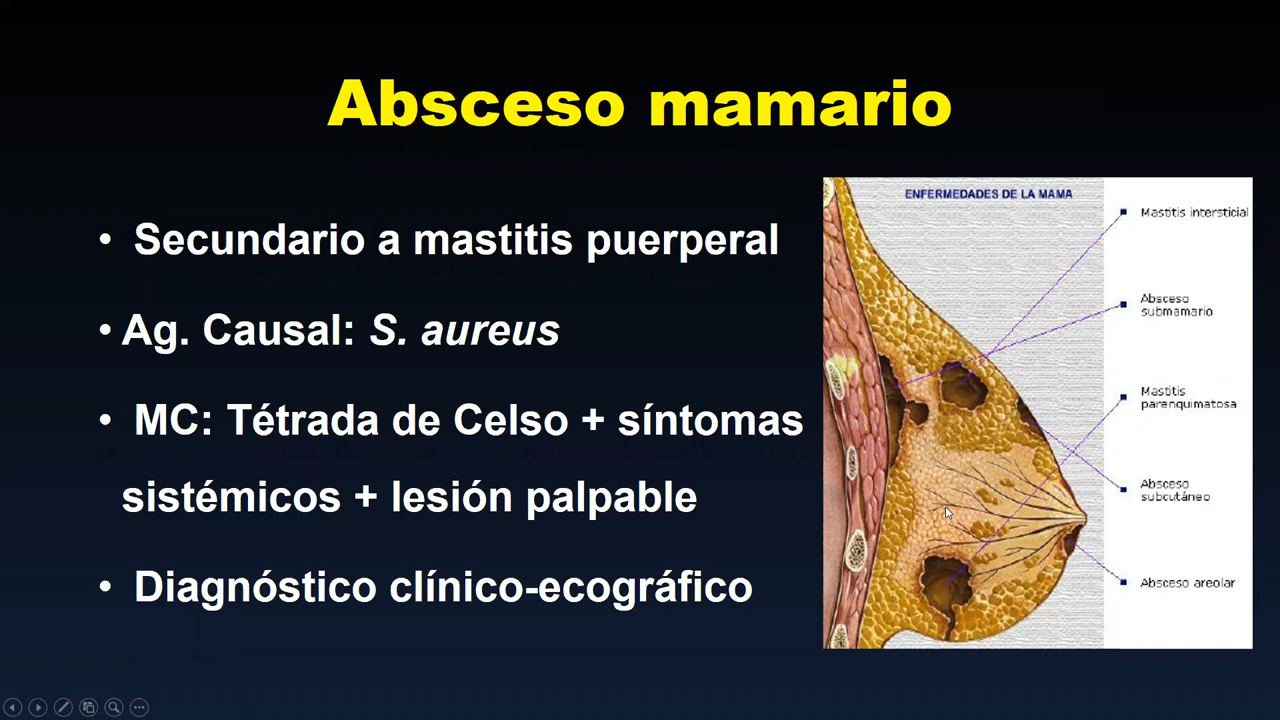 Absceso mamario
• Secundario a mastitis puerperal
• Ag. Causal: S. aureus
• MC: Tétrada de Celso + síntomas
sistémicos + lesión palpable
• Diagnóstico clínico-ecográfico
ENFERMEDADES DE LA MAMA
Mastitis intersticial
Absceso
submamario
Mastitis
parenquimatosa
Absceso
subcutáneo
Absceso areolar